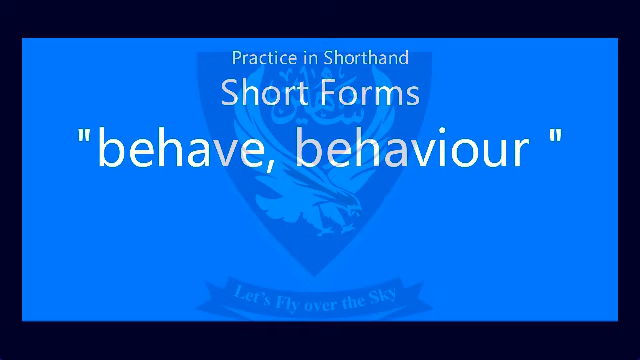 Practice in Shorthand
Short Forms
"behave, behaviour "
Let's Fly over the Sky